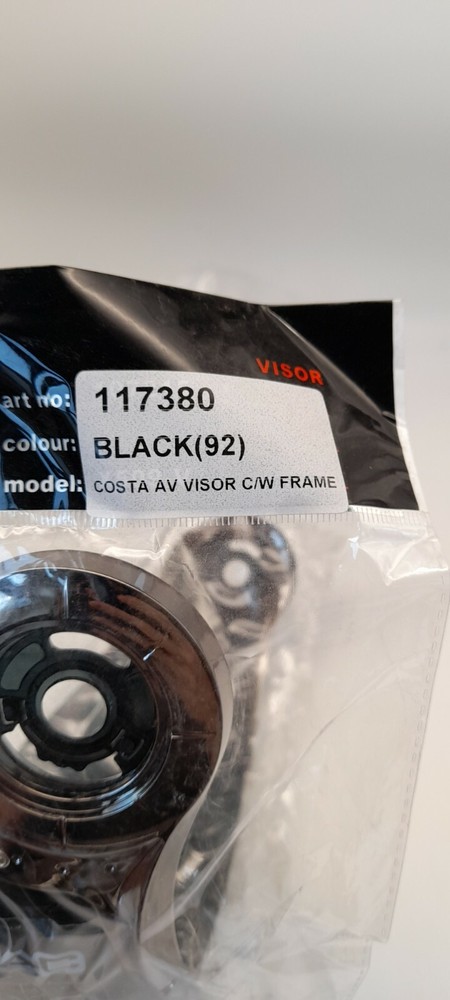 VISOR
art no: 117380
colour: BLACK(92)
model: COSTA AV VISOR C/W FRAME